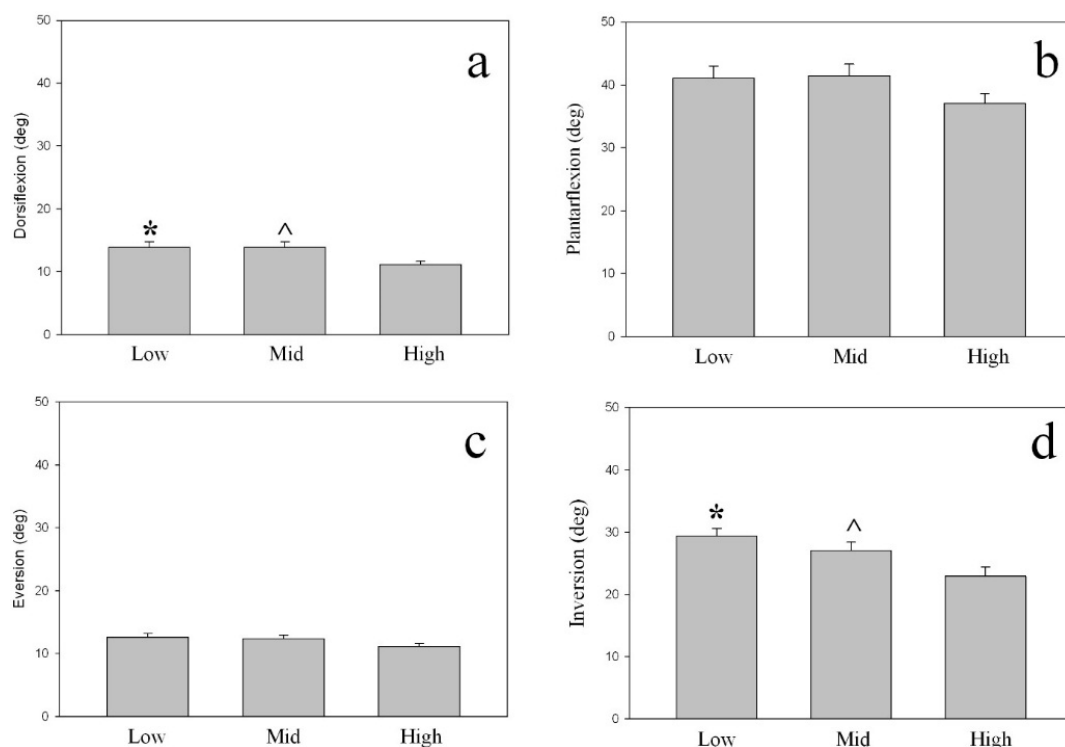 a
50
40
30
20
10
0
Dorsiflexion (deg)
*
^
Low Mid High
b
50
40
30
20
10
0
Plantarflexion (deg)
Low Mid High
c
50
40
30
20
10
0
Eversion (deg)
Low Mid High
d
50
40
30
20
10
0
Inversion (deg)
*
^
Low Mid High